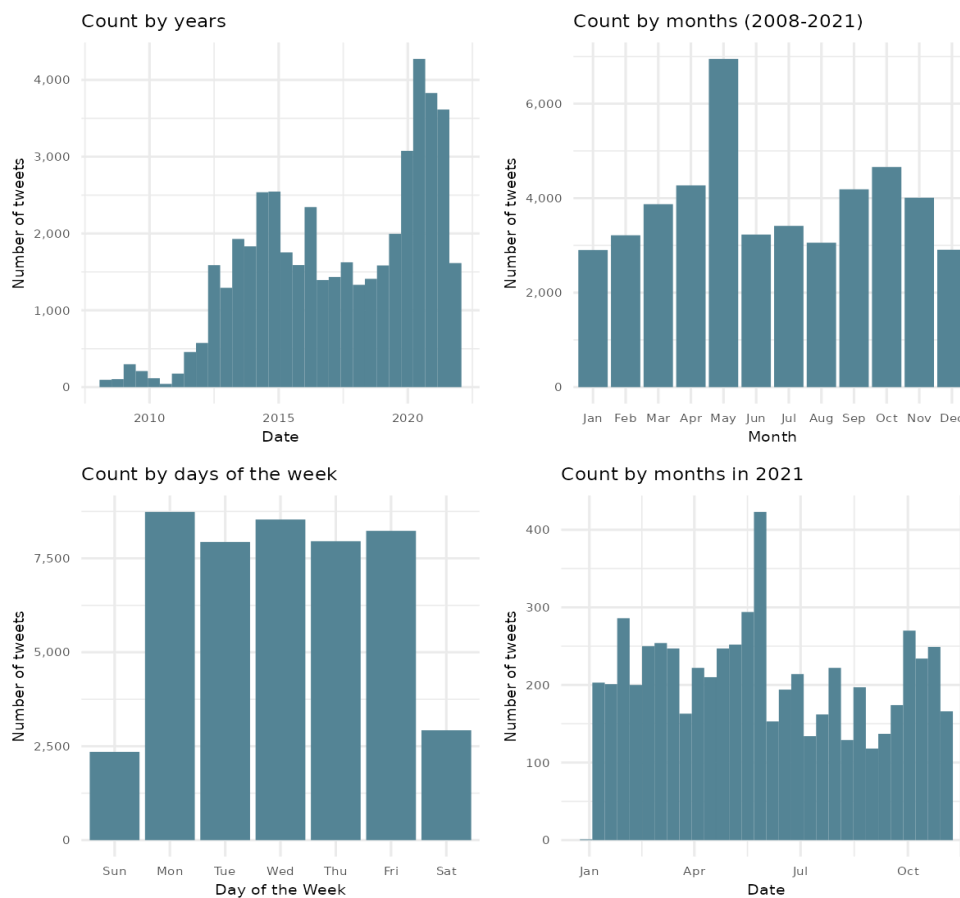 Count by years
4,000
3,000
2,000
1,000
0
Number of tweets
2010 2015 2020
Date
Count by months (2008-2021)
6,000
4,000
2,000
0
Number of tweets
Jan Feb Mar Apr May Jun Jul Aug Sep Oct Nov Dec
Month
Count by days of the week
7,500
5,000
2,500
0
Number of tweets
Sun Mon Tue Wed Thu Fri Sat
Day of the Week
Count by months in 2021
400
300
200
100
0
Number of tweets
Jan Apr Jul Oct
Date